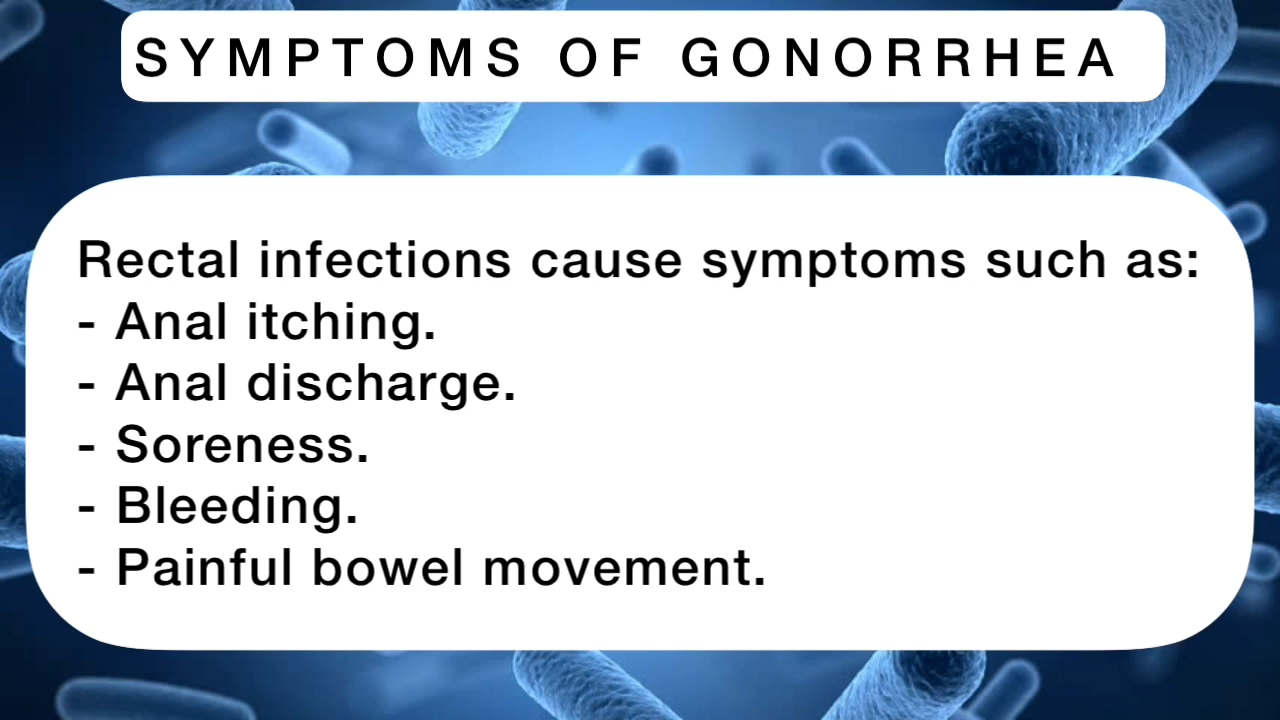 SYMPTOMS OF GONORRHEA
Rectal infections cause symptoms such as:
- Anal itching.
- Anal discharge.
- Soreness.
- Bleeding.
- Painful bowel movement.